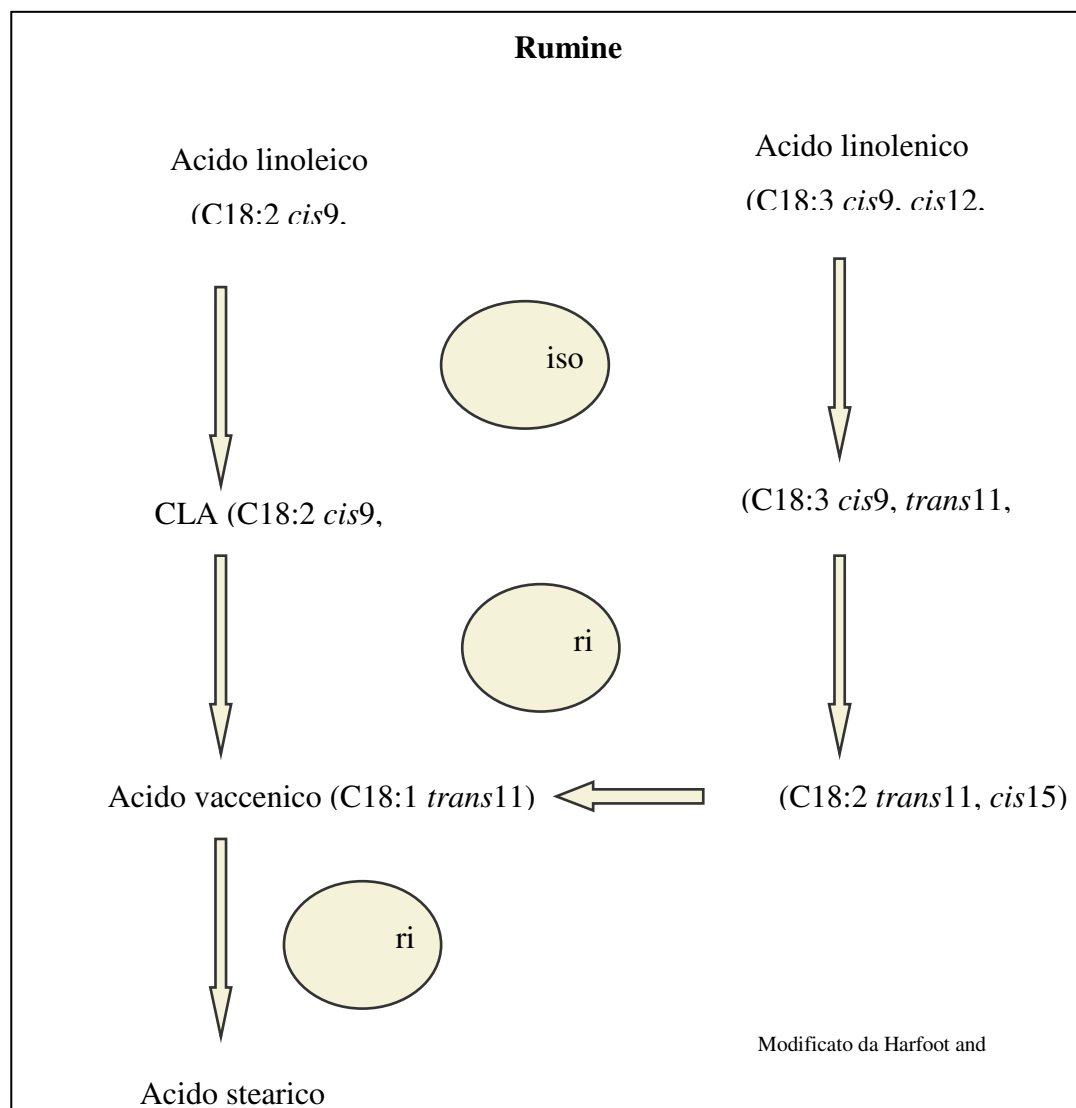 Rumine
Acido linoleico
(C18:2 cis9,
Acido linolenico
(C18:3 cis9, cis12,
iso
CLA (C18:2 cis9,
(C18:3 cis9, trans11,
ri
Acido vaccenico (C18:1 trans11)
(C18:2 trans11, cis15)
ri
Modificato da Harfoot and
Acido stearico